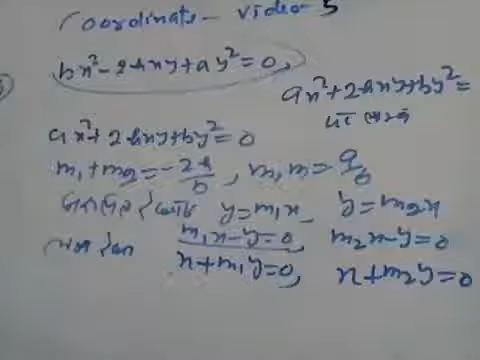 Coordinate - video-5
bx²-2hxy+ay²=0,
ax²+2hxy+by²=
ax²+2hxy+by²=0
m₁+m₂=-2h/b, m₁m₂=a/b
y=m₁x, y=m₂x
m₁x-y=0, m₂x-y=0
x+m₁y=0, x+m₂y=0